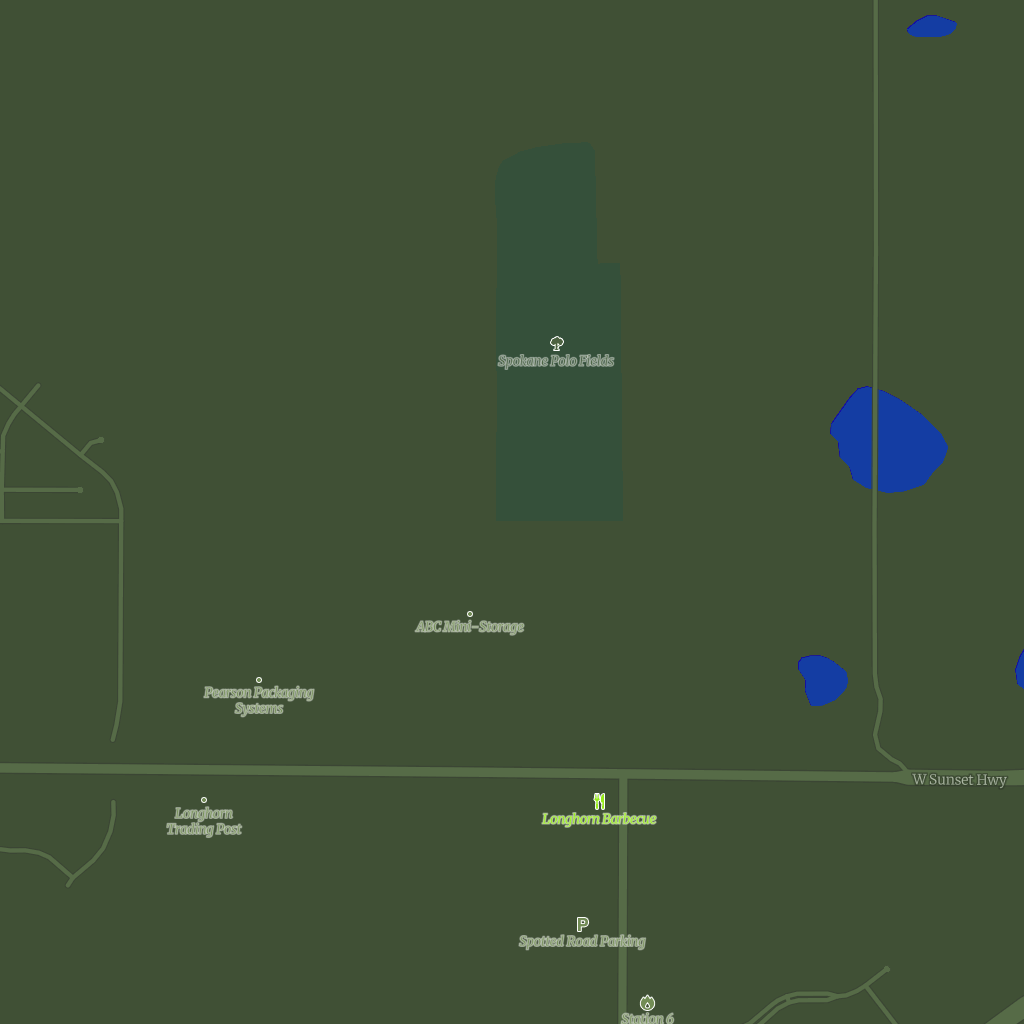 Spokane Polo Fields
ABC Mini-Storage
Pearson Packaging
Systems
W Sunset Hwy
Longhorn
Trading Post
Longhorn Barbecue
P
Spotted Road Parking
Station 6